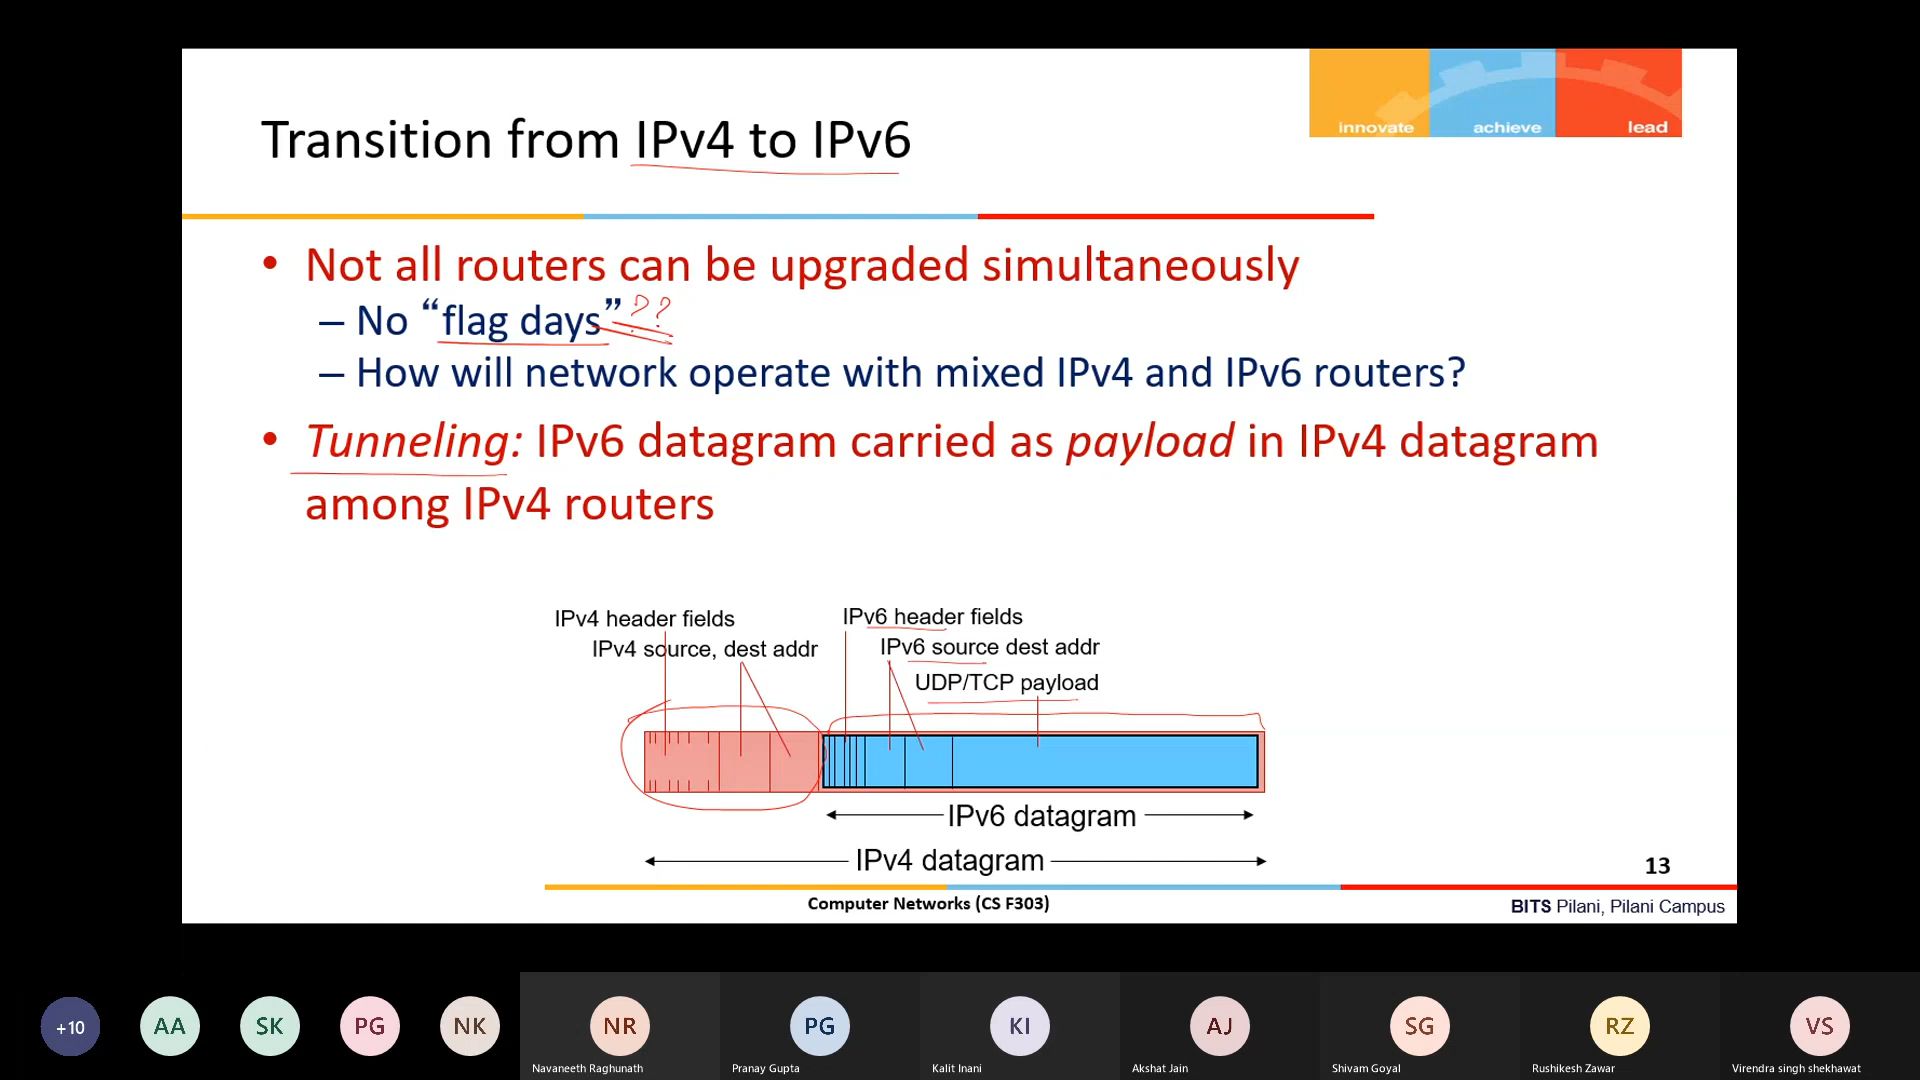 innovate achieve lead
Transition from IPv4 to IPv6
• Not all routers can be upgraded simultaneously
– No “flag days” ??
– How will network operate with mixed IPv4 and IPv6 routers?
• Tunneling: IPv6 datagram carried as payload in IPv4 datagram
among IPv4 routers
IPv4 header fields
IPv4 source, dest addr
IPv6 header fields
IPv6 source dest addr
UDP/TCP payload
IPv6 datagram
IPv4 datagram
13
Computer Networks (CS F303)
BITS Pilani, Pilani Campus
+10 AA SK PG NK NR PG KI AJ SG RZ VS
Navaneeth Raghunath Pranay Gupta Kalit Inani Akshat Jain Shivam Goyal Rushikesh Zawar Virendra singh shekhawat